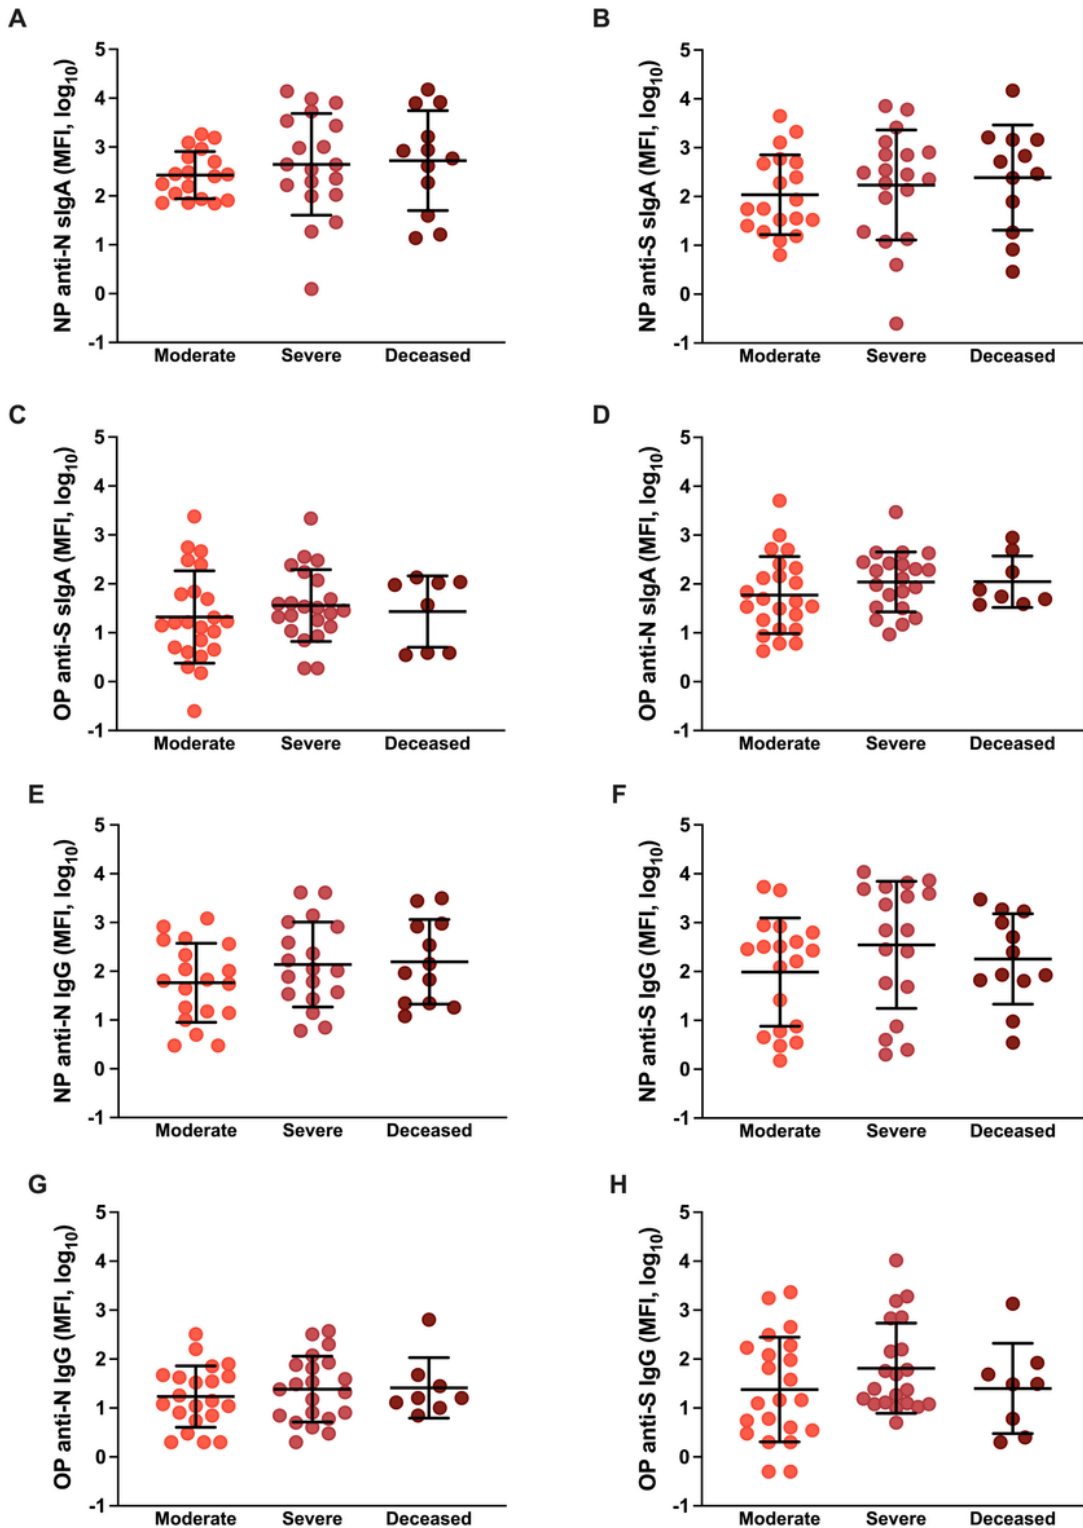 A
B
NP anti-N sIgA (MFI, log10)
5
4
3
2
1
0
-1
Moderate Severe Deceased
NP anti-S sIgA (MFI, log10)
5
4
3
2
1
0
-1
Moderate Severe Deceased
C
D
OP anti-S sIgA (MFI, log10)
5
4
3
2
1
0
-1
Moderate Severe Deceased
OP anti-N sIgA (MFI, log10)
5
4
3
2
1
0
-1
Moderate Severe Deceased
E
F
NP anti-N IgG (MFI, log10)
5
4
3
2
1
0
-1
Moderate Severe Deceased
NP anti-S IgG (MFI, log10)
5
4
3
2
1
0
-1
Moderate Severe Deceased
G
H
OP anti-N IgG (MFI, log10)
5
4
3
2
1
0
-1
Moderate Severe Deceased
OP anti-S IgG (MFI, log10)
5
4
3
2
1
0
-1
Moderate Severe Deceased